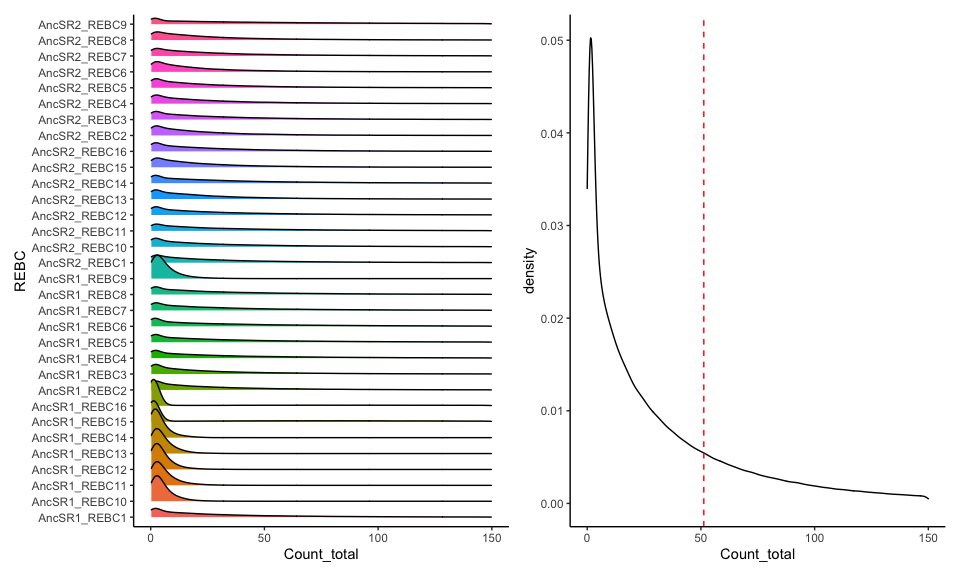 REBC
AncSR2_REBC9
AncSR2_REBC8
AncSR2_REBC7
AncSR2_REBC6
AncSR2_REBC5
AncSR2_REBC4
AncSR2_REBC3
AncSR2_REBC2
AncSR2_REBC16
AncSR2_REBC15
AncSR2_REBC14
AncSR2_REBC13
AncSR2_REBC12
AncSR2_REBC11
AncSR2_REBC10
AncSR2_REBC1
AncSR1_REBC9
AncSR1_REBC8
AncSR1_REBC7
AncSR1_REBC6
AncSR1_REBC5
AncSR1_REBC4
AncSR1_REBC3
AncSR1_REBC2
AncSR1_REBC16
AncSR1_REBC15
AncSR1_REBC14
AncSR1_REBC13
AncSR1_REBC12
AncSR1_REBC11
AncSR1_REBC10
AncSR1_REBC1
0 50 100 150
Count_total
density
0.05
0.04
0.03
0.02
0.01
0.00
0 50 100 150
Count_total